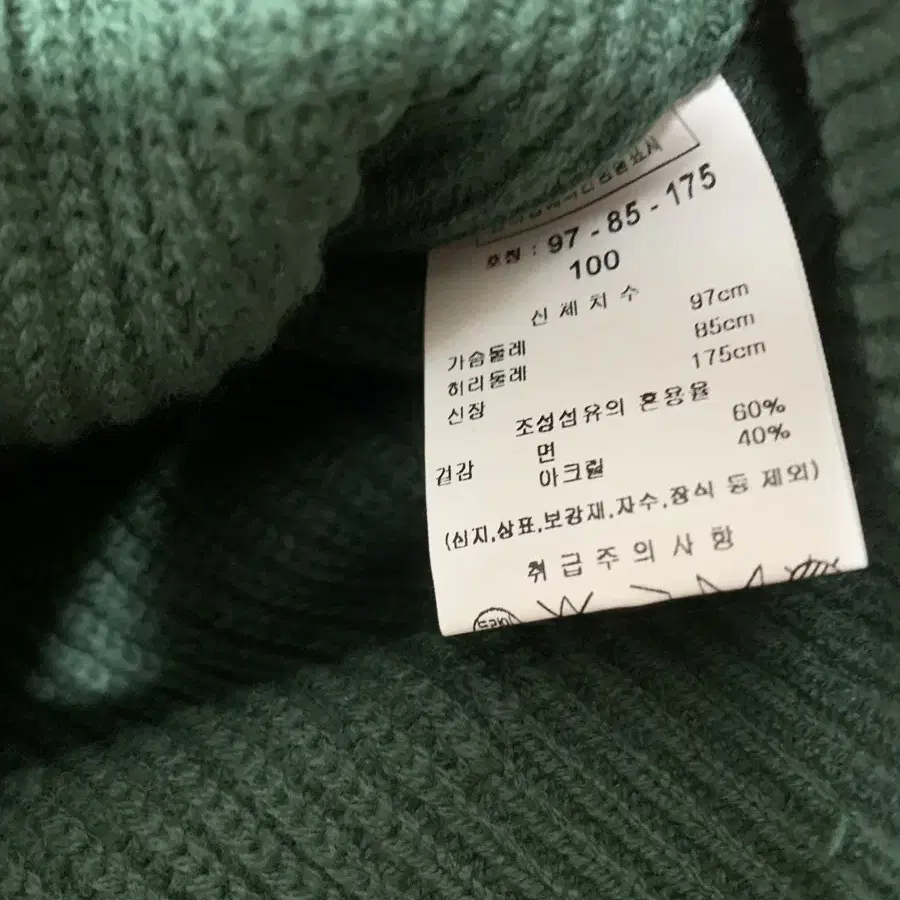 호칭 : 97 - 85 - 175
100
신 체 치 수
가슴둘레 97cm
허리둘레 85cm
신장 175cm
조성섬유의 혼용율
겉감 면 60%
아크릴 40%
(심지,상표,보강재,자수,장식 등 제외)
취 급 주 의 사 항